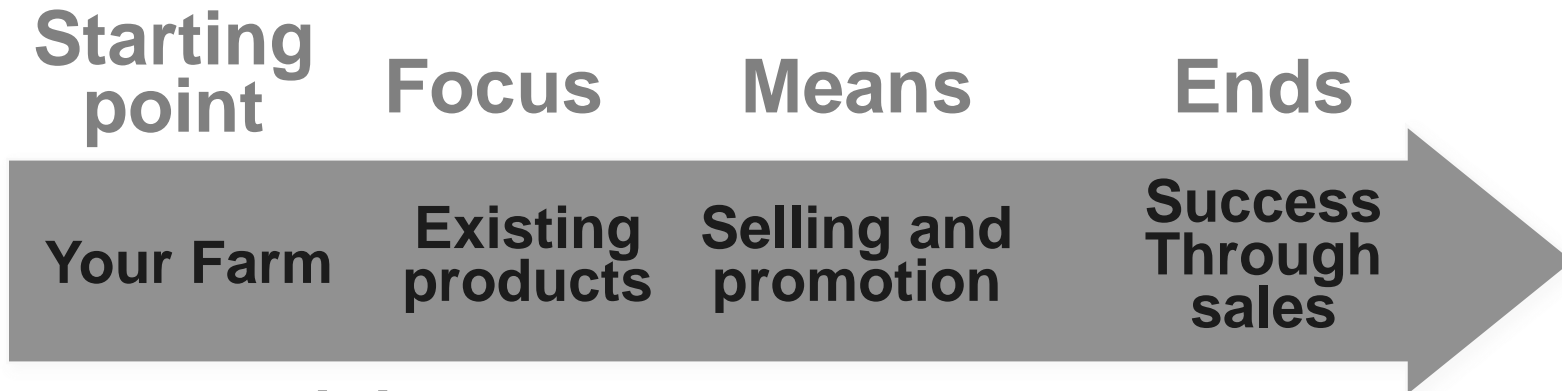 Starting
point
Focus
Means
Ends
Your Farm
Existing
products
Selling and
promotion
Success
Through
sales